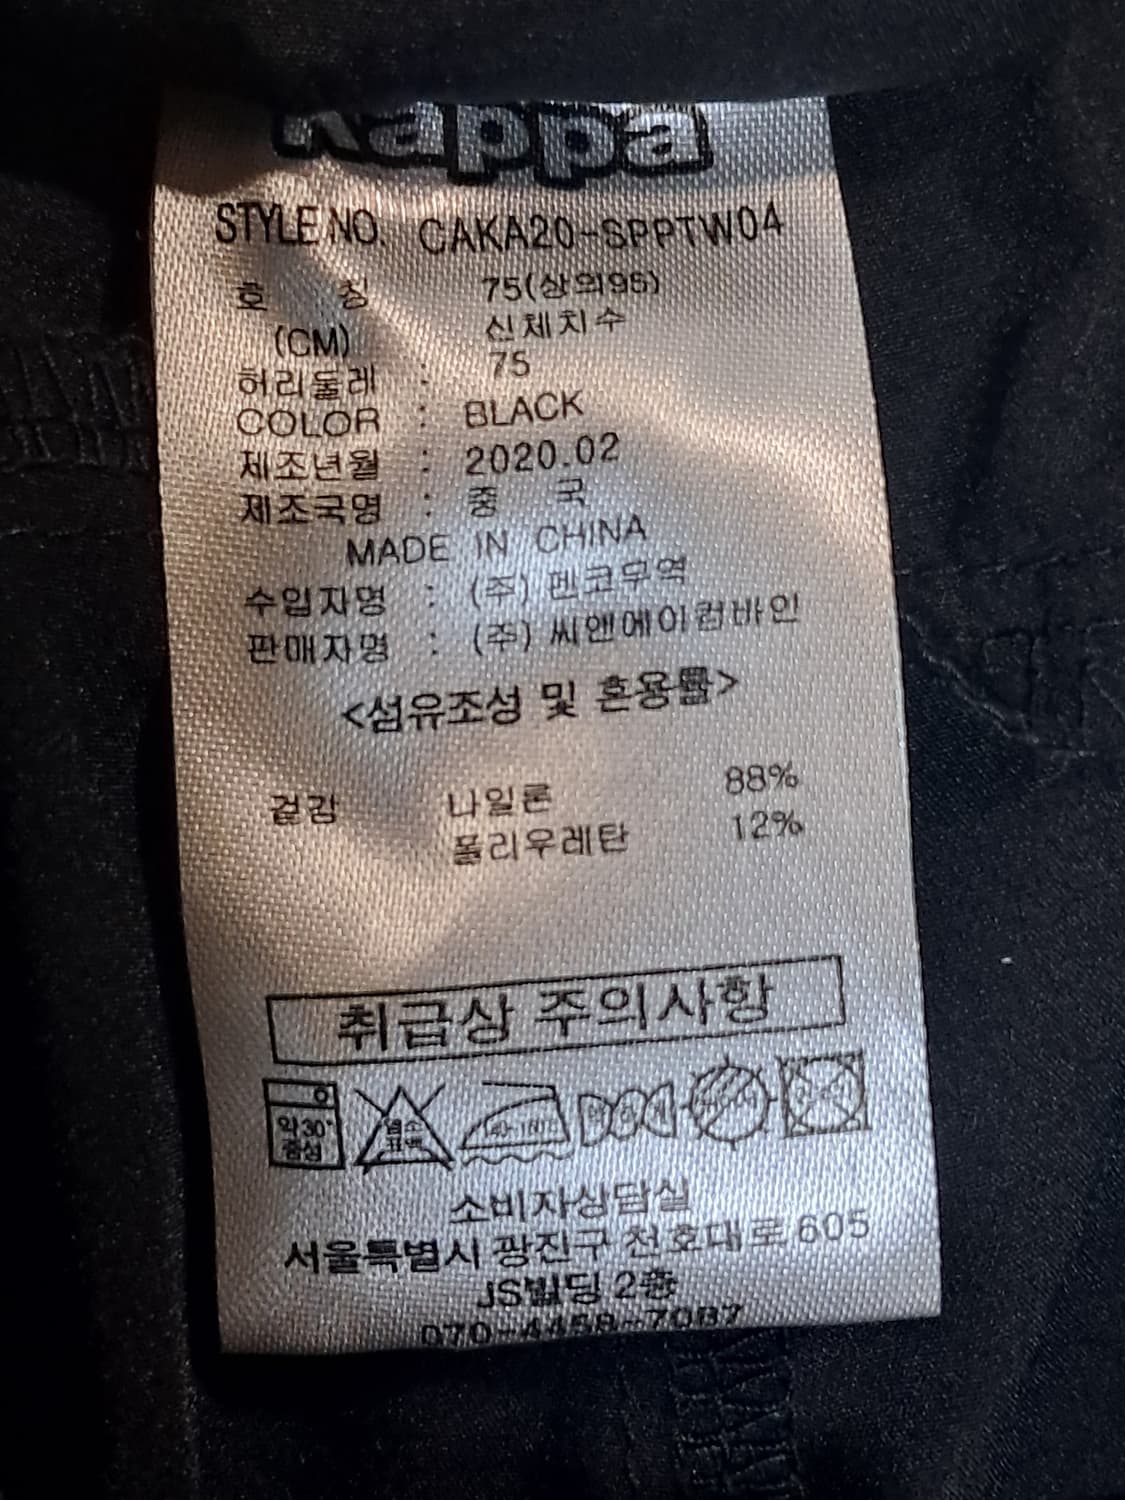 Kappa
STYLE NO. CAKA20-SPPTW04
호 칭 75(상의95)
(CM) 신체치수
허리둘레 : 75
COLOR : BLACK
제조년월 : 2020.02
제조국명 : 중 국
MADE IN CHINA
수입자명 : (주) 펜코무역
판매자명 : (주) 씨앤에이컴바인
<섬유조성 및 혼용률>
겉감 나일론 88%
폴리우레탄 12%
취급상 주의사항
약30°
중성
염소
표백
소비자상담실
서울특별시 광진구 천호대로 605
JS빌딩 2층
070-4458-7087